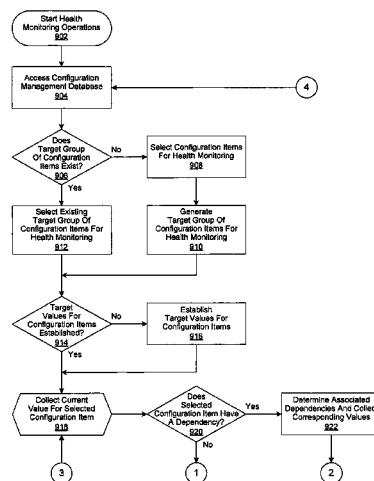 Start Health
Monitoring Operations
902
Access Configuration
Management Database
904
4
Does
Target Group
Of Configuration
Items Exist?
906
No
Yes
Select Configuration Items
For Health Monitoring
908
Select Existing
Target Group Of
Configuration Items For
Health Monitoring
912
Generate
Target Group Of
Configuration Items For
Health Monitoring
910
Target
Values For
Configuration Items
Established?
914
No
Yes
Establish
Target Values For
Configuration Items
916
Collect Current
Value For Selected
Configuration Item
918
Does
Selected
Configuration Item Have
A Dependency?
920
Yes
No
Determine Associated
Dependencies And Collect
Corresponding Values
922
3
1
2